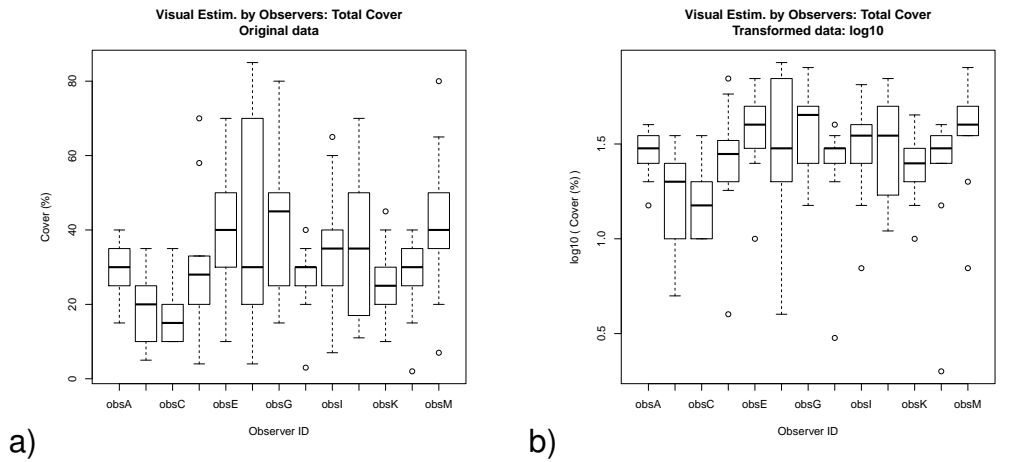 Visual Estim. by Observers: Total Cover
Original data
80
60
40
20
0
Cover (%)
obsA obsC obsE obsG obsI obsK obsM
Observer ID
a)
Visual Estim. by Observers: Total Cover
Transformed data: log10
1.5
1.0
0.5
log10 ( Cover (%) )
obsA obsC obsE obsG obsI obsK obsM
Observer ID
b)